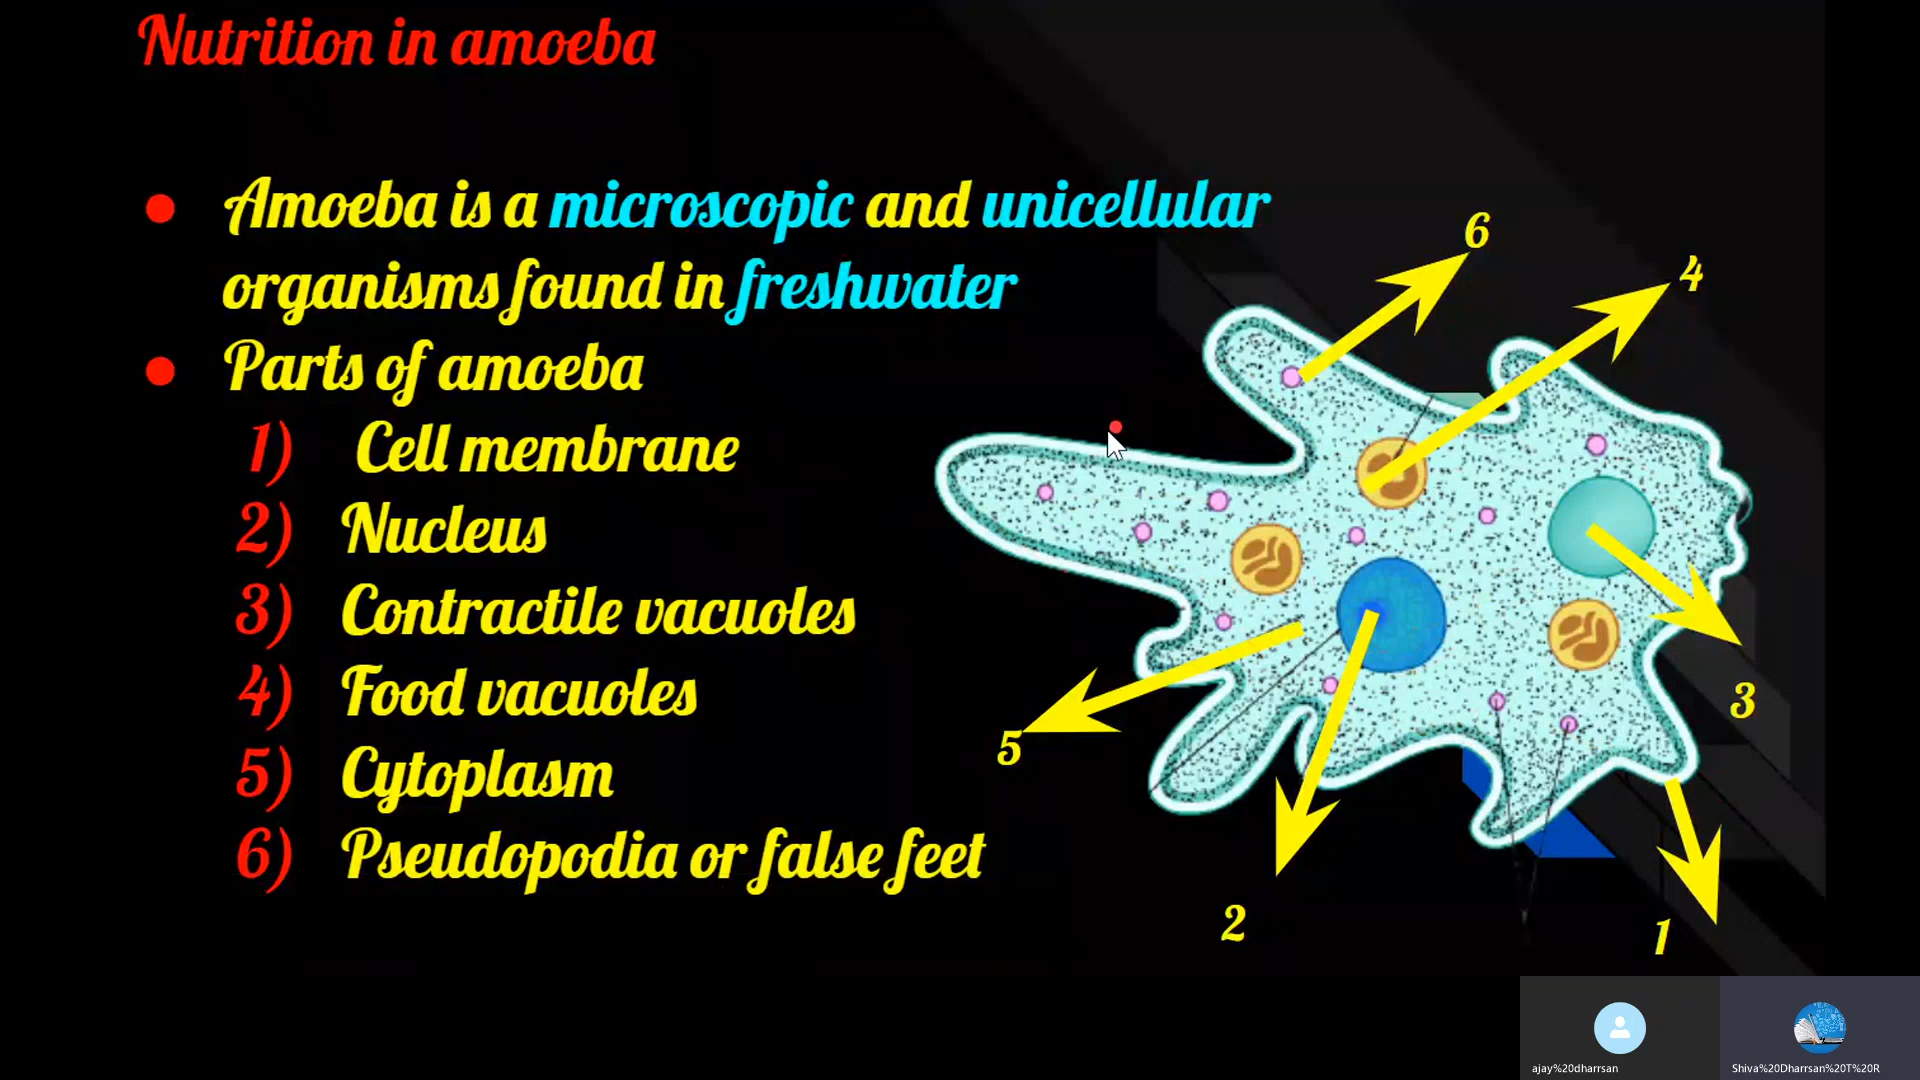 Nutrition in amoeba
Amoeba is a microscopic and unicellular
organisms found in freshwater
Parts of amoeba
1) Cell membrane
2) Nucleus
3) Contractile vacuoles
4) Food vacuoles
5) Cytoplasm
6) Pseudopodia or false feet
6
4
3
5
2
1
ajay%20dharrsan
Shiva%20Dharrsan%20T%20R